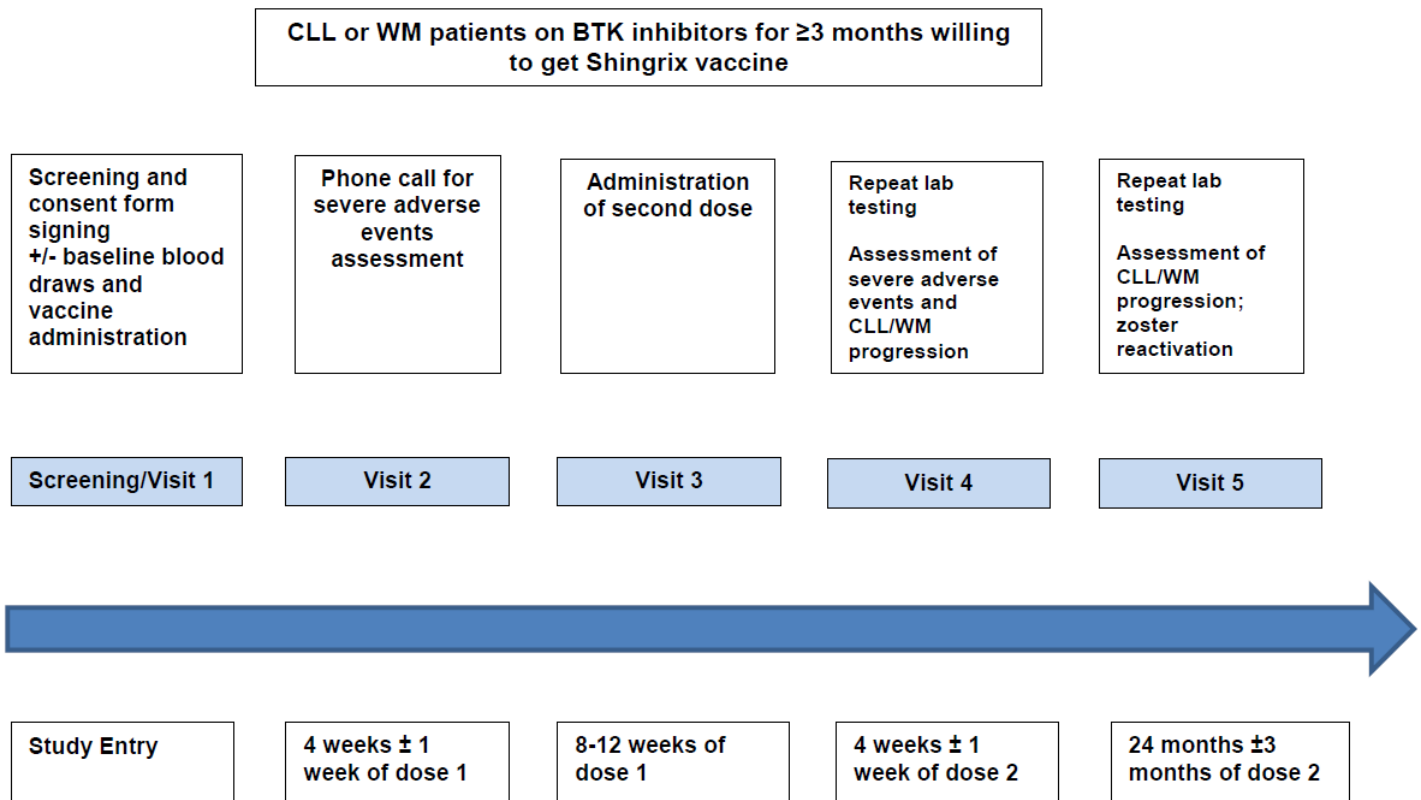 CLL or WM patients on BTK inhibitors for ≥3 months willing
to get Shingrix vaccine
Screening and
consent form
signing
+/- baseline blood
draws and
vaccine
administration
Phone call for
severe adverse
events
assessment
Administration
of second dose
Repeat lab
testing
Assessment of
severe adverse
events and
CLL/WM
progression
Repeat lab
testing
Assessment of
CLL/WM
progression;
zoster
reactivation
Screening/Visit 1
Visit 2
Visit 3
Visit 4
Visit 5
Study Entry
4 weeks ± 1
week of dose 1
8-12 weeks of
dose 1
4 weeks ± 1
week of dose 2
24 months ±3
months of dose 2